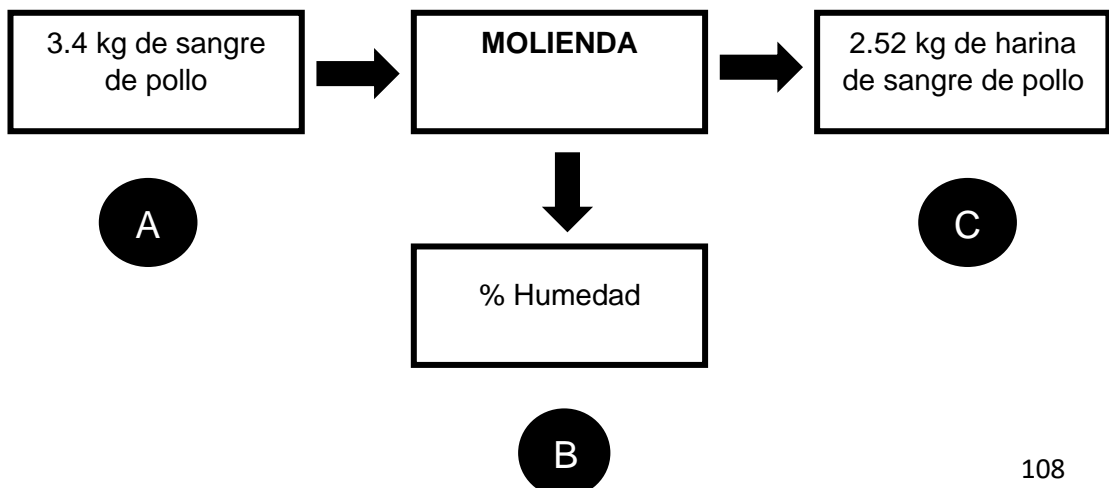 3.4 kg de sangre
de pollo
MOLIENDA
2.52 kg de harina
de sangre de pollo
A
C
% Humedad
B
108